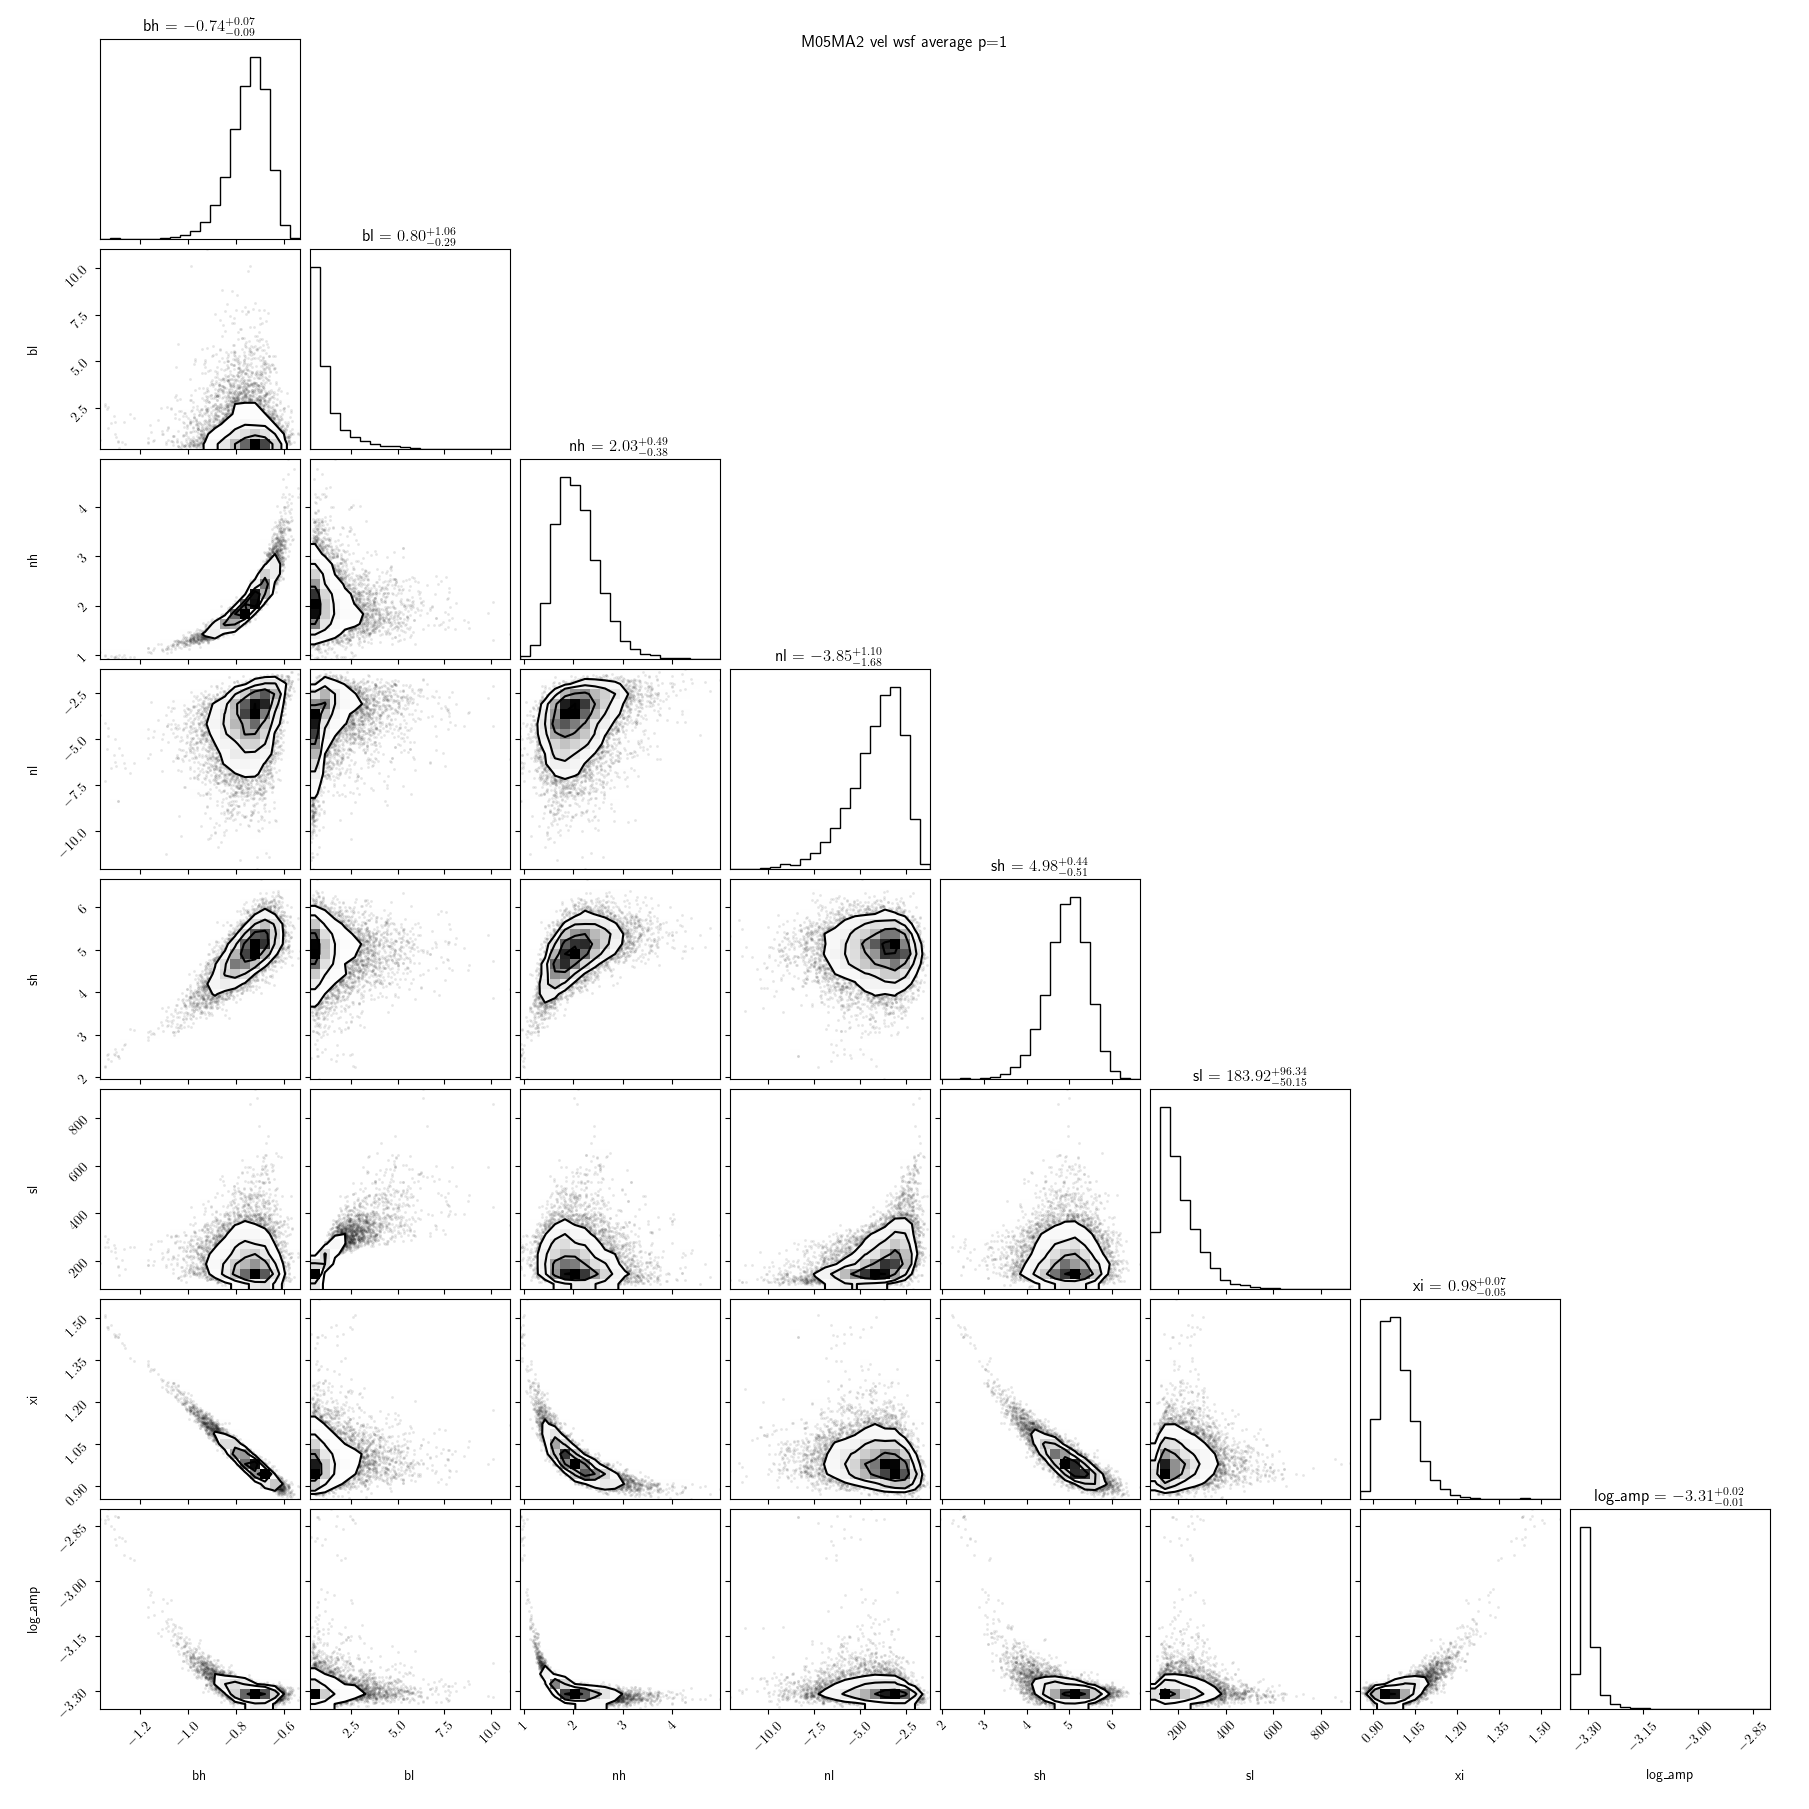 bh = −0.74+0.07−0.09
M05MA2 vel wsf average p=1
bl = 0.80+1.06−0.29
10.0
7.5
5.0
2.5
bl
nh = 2.03+0.49−0.38
4
3
2
1
nh
nl = −3.85+1.10−1.68
−2.5
−5.0
−7.5
−10.0
nl
sh = 4.98+0.44−0.51
6
5
4
3
2
sh
sl = 183.92+96.34−50.15
800
600
400
200
sl
xi = 0.98+0.07−0.05
1.50
1.35
1.20
1.05
0.90
xi
log_amp = −3.31+0.02−0.01
−2.85
−3.00
−3.15
−3.30
log_amp
−1.2 −1.0 −0.8 −0.6 2.5 5.0 7.5 10.0 1 2 3 4 −10.0 −7.5 −5.0 −2.5 2 3 4 5 6 200 400 600 800 0.90 1.05 1.20 1.35 1.50 −3.30 −3.15 −3.00 −2.85
bh bl nh nl sh sl xi log_amp